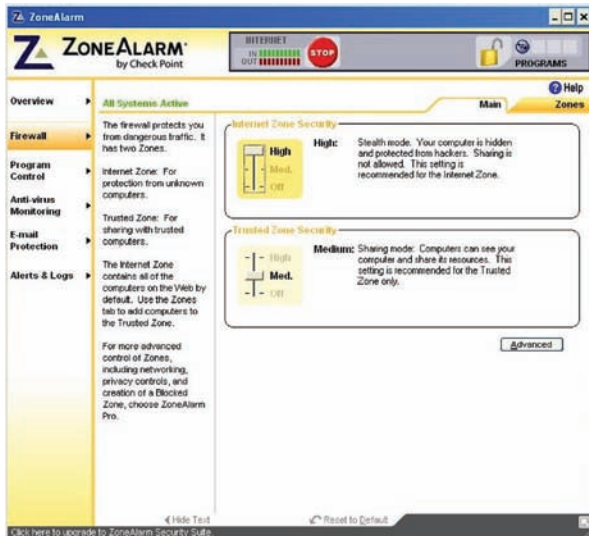 ZoneAlarm
ZONEALARM®
by Check Point
INTERNET
IN
OUT
STOP
PROGRAMS
Help
Overview
Firewall
Program
Control
Anti-virus
Monitoring
E-mail
Protection
Alerts & Logs
All Systems Active
Main
Zones
The firewall protects you
from dangerous traffic. It
has two Zones.
Internet Zone: For
protection from unknown
computers.
Trusted Zone: For
sharing with trusted
computers.
The Internet Zone
contains all of the
computers on the Web by
default. Use the Zones
tab to add computers to
the Trusted Zone.
For more advanced
control of Zones,
including networking,
privacy controls, and
creation of a Blocked
Zone, choose ZoneAlarm
Pro.
Internet Zone Security
High
Med.
Off
High: Stealth mode. Your computer is hidden
and protected from hackers. Sharing is
not allowed. This setting is
recommended for the Internet Zone.
Trusted Zone Security
High
Med.
Off
Medium: Sharing mode: Computers can see your
computer and share its resources. This
setting is recommended for the Trusted
Zone only.
Advanced
Hide Text
Reset to Default
Click here to upgrade to ZoneAlarm Security Suite.